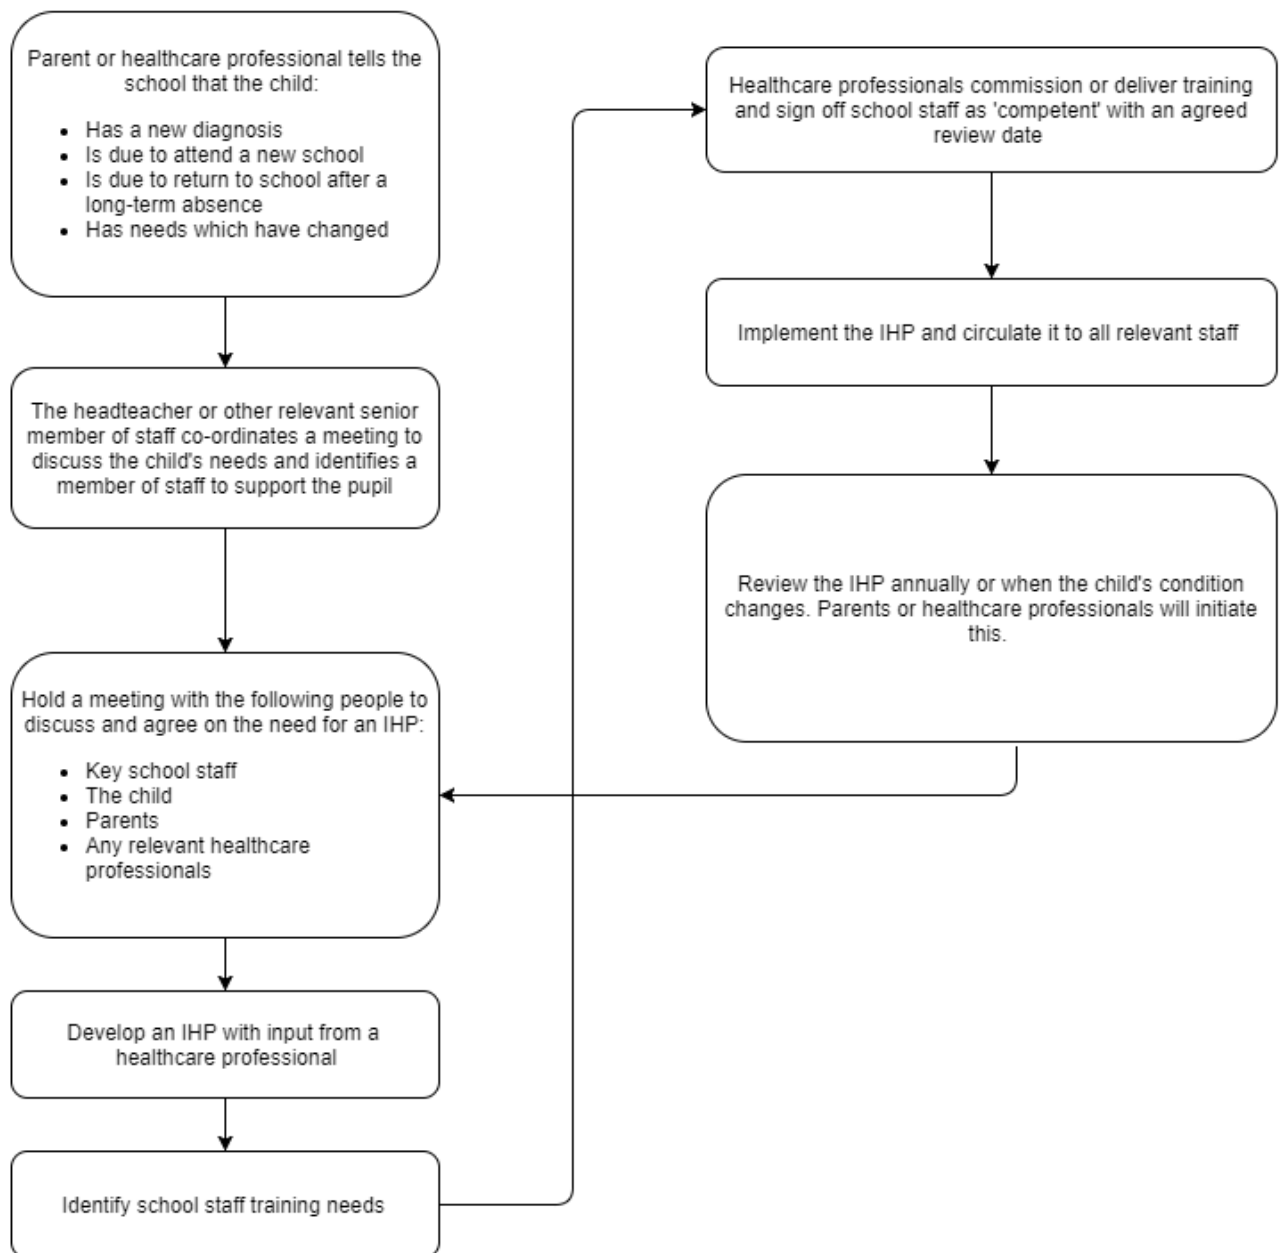 Parent or healthcare professional tells the
school that the child:
• Has a new diagnosis
• Is due to attend a new school
• Is due to return to school after a
long-term absence
• Has needs which have changed
The headteacher or other relevant senior
member of staff co-ordinates a meeting to
discuss the child's needs and identifies a
member of staff to support the pupil
Hold a meeting with the following people to
discuss and agree on the need for an IHP:
• Key school staff
• The child
• Parents
• Any relevant healthcare
professionals
Develop an IHP with input from a
healthcare professional
Identify school staff training needs
Healthcare professionals commission or deliver training
and sign off school staff as 'competent' with an agreed
review date
Implement the IHP and circulate it to all relevant staff
Review the IHP annually or when the child's condition
changes. Parents or healthcare professionals will initiate
this.